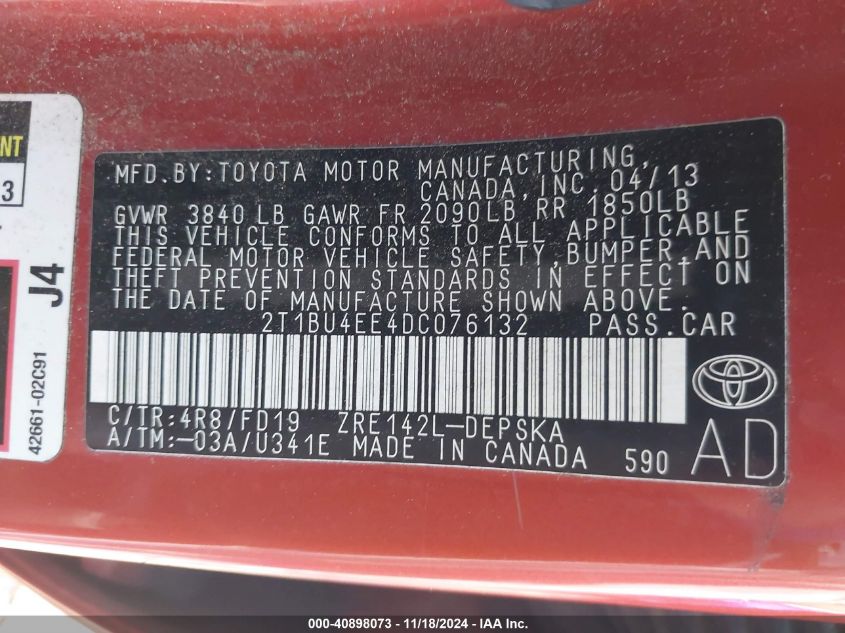 MFD.BY:TOYOTA MOTOR MANUFACTURING,
CANADA, INC. 04/13
GVWR 3840 LB GAWR FR 2090LB RR 1850LB
THIS VEHICLE CONFORMS TO ALL APPLICABLE
FEDERAL MOTOR VEHICLE SAFETY,BUMPER,AND
THEFT PREVENTION STANDARDS IN EFFECT ON
THE DATE OF MANUFACTURE SHOWN ABOVE.
2T1BU4EE4DC076132 PASS.CAR
C/TR:4R8/FD19 ZRE142L-DEPSKA
A/TM:-03A/U341E MADE IN CANADA 590
AD
NT
3
J4
42661-02C91
000-40898073 - 11/18/2024 - IAA Inc.